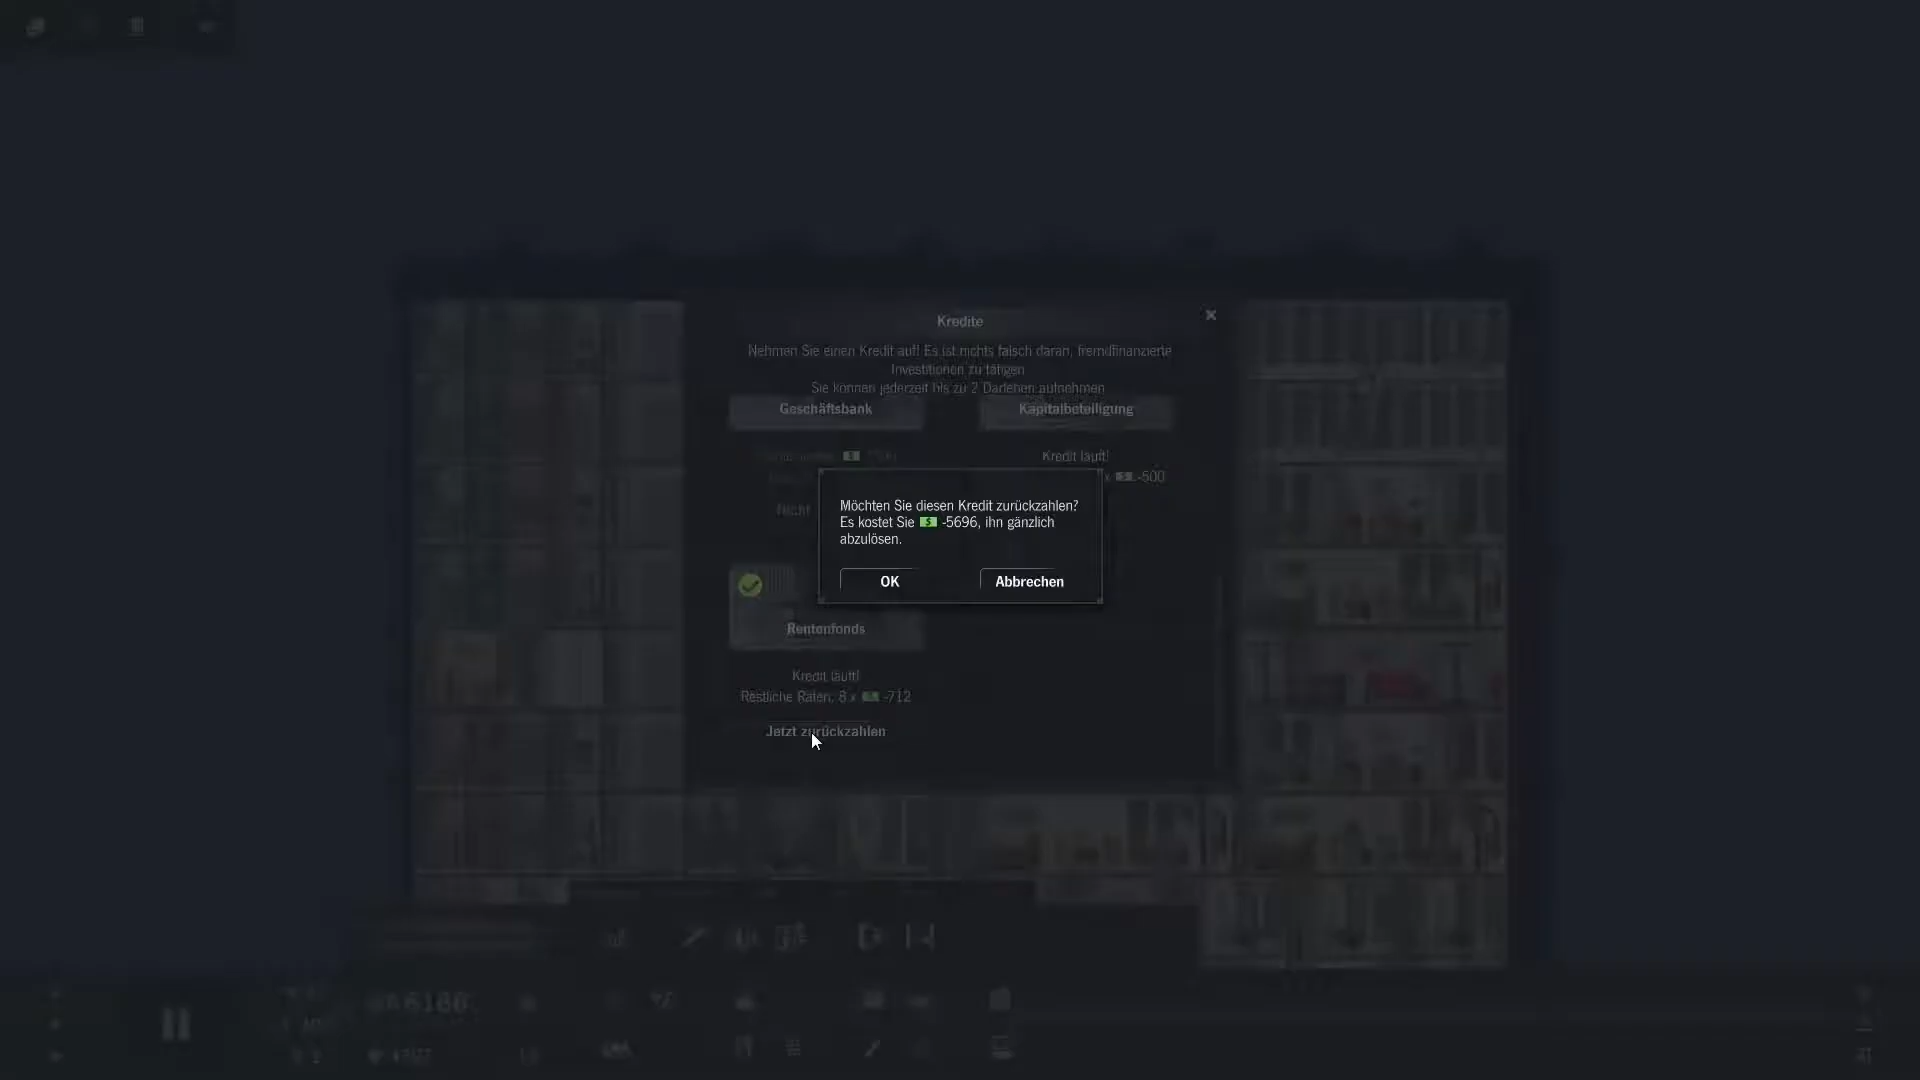 Kredite
Nehmen Sie einen Kredit auf! Es ist nichts falsch daran, fremdfinanzierte
Investitionen zu tätigen
Sie können jederzeit bis zu 2 Darlehen aufnehmen
Geschäftsbank
Kapitalbeteiligung
Kredit läuft!
x -500
Nicht
Möchten Sie diesen Kredit zurückzahlen?
Es kostet Sie -5696, ihn gänzlich
abzulösen.
OK
Abbrechen
Rentenfonds
Kredit läuft!
Restliche Raten: 8 x -712
Jetzt zurückzahlen